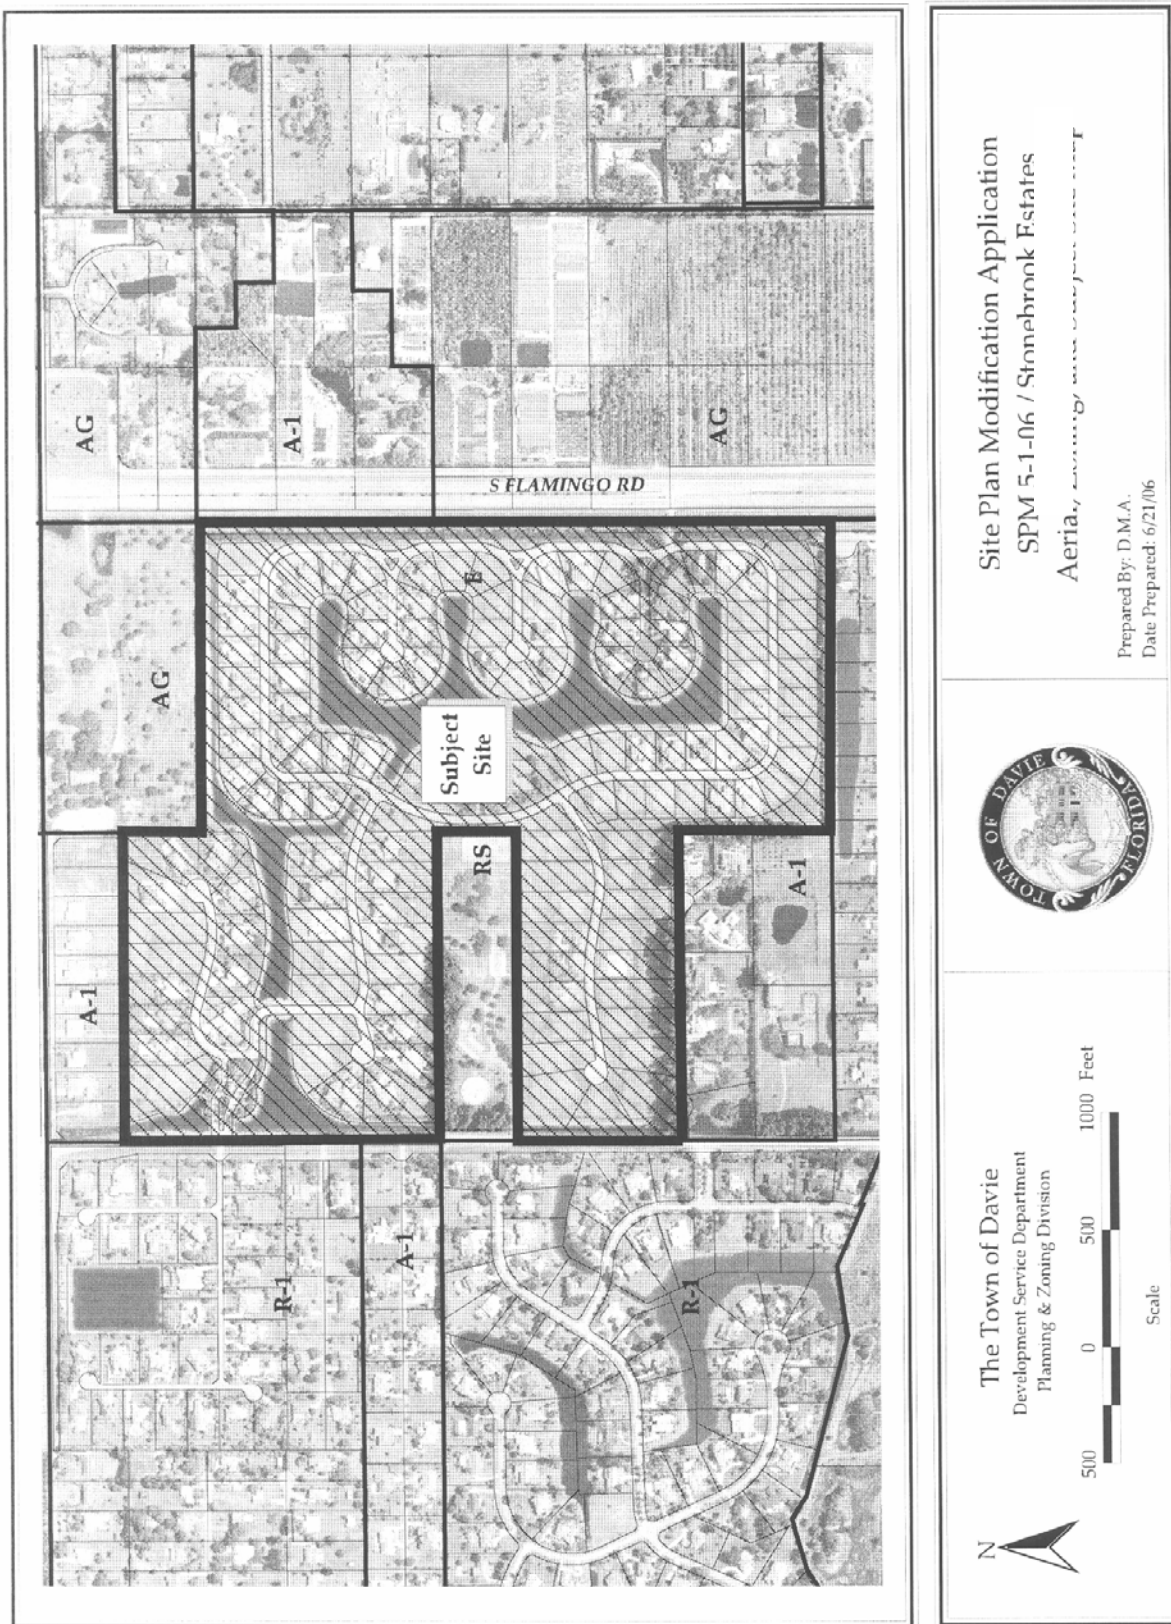 AG
A-1
S FLAMINGO RD
AG
AG
E
Subject
Site
A-1
RS
A-1
R-1
A-1
R-1
Site Plan Modification Application
SPM 5-1-06 / Stonebrook Estates
Prepared By: D.M.A.
Date Prepared: 6/21/06
TOWN OF DAVIE
FLORIDA
The Town of Davie
Development Service Department
Planning & Zoning Division
N
500 0 500 1000 Feet
Scale